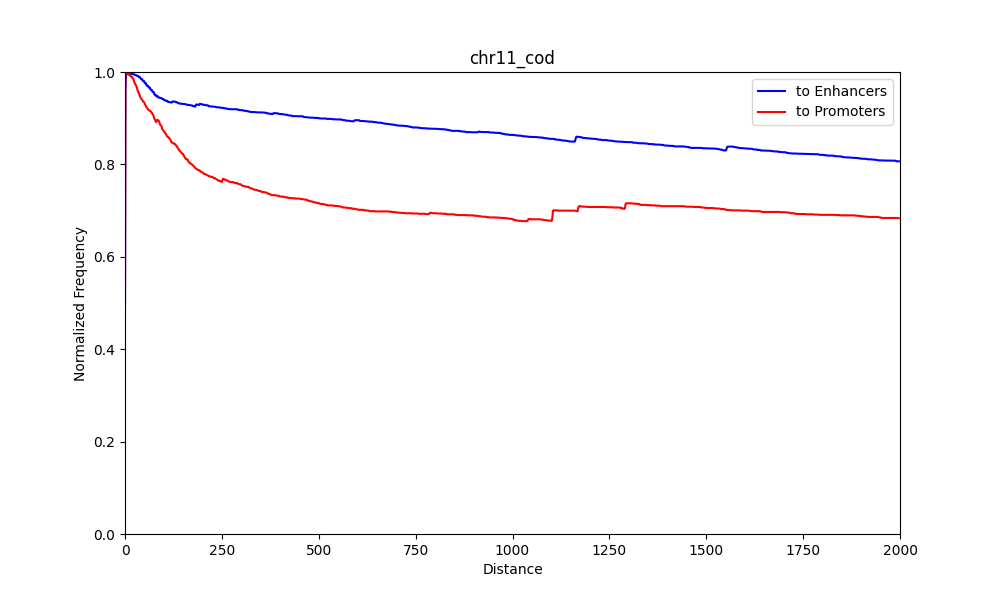 chr11_cod
1.0
0.8
0.6
0.4
0.2
0.0
Normalized Frequency
to Enhancers
to Promoters
0 250 500 750 1000 1250 1500 1750 2000
Distance